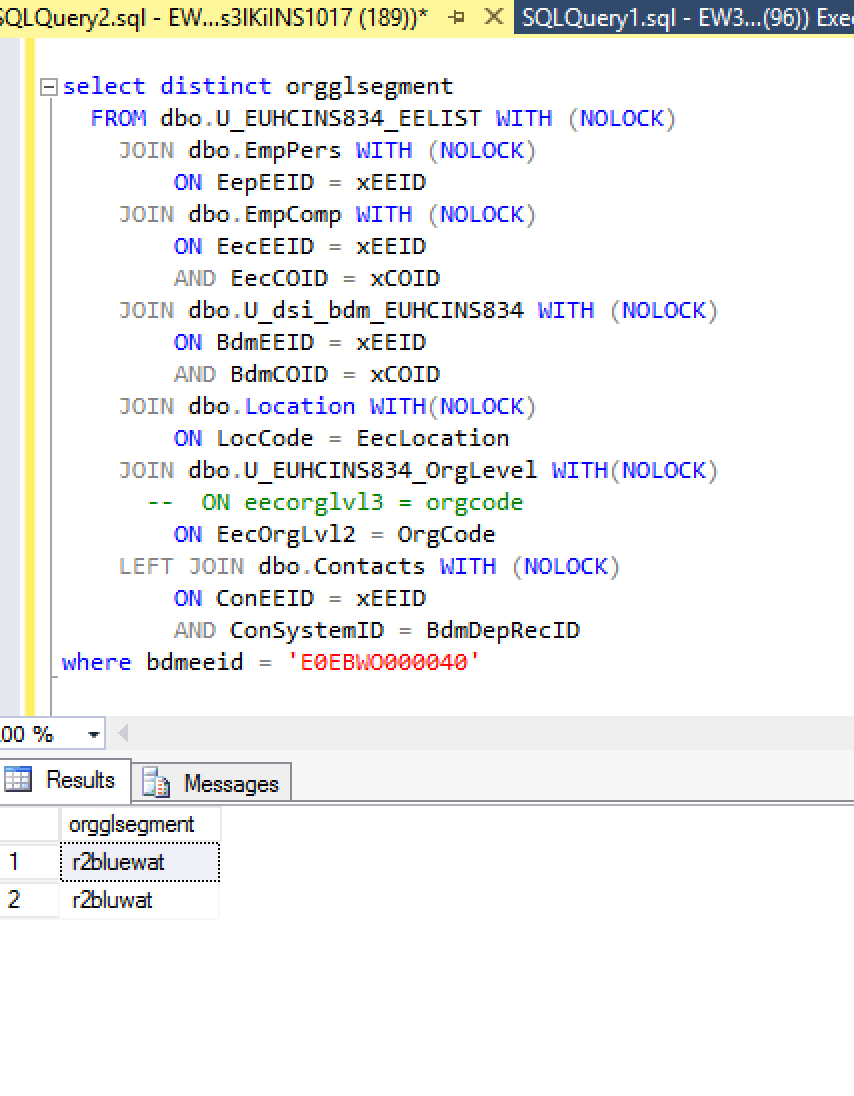 SQLQuery2.sql - EW...s3IKiINS1017 (189))* SQLQuery1.sql - EW3...(96)) Exe
select distinct orgglsegment
FROM dbo.U_EUHCINS834_EELIST WITH (NOLOCK)
JOIN dbo.EmpPers WITH (NOLOCK)
ON EepEEID = xEEID
JOIN dbo.EmpComp WITH (NOLOCK)
ON EecEEID = xEEID
AND EecCOID = xCOID
JOIN dbo.U_dsi_bdm_EUHCINS834 WITH (NOLOCK)
ON BdmEEID = xEEID
AND BdmCOID = xCOID
JOIN dbo.Location WITH(NOLOCK)
ON LocCode = EecLocation
JOIN dbo.U_EUHCINS834_OrgLevel WITH(NOLOCK)
-- ON eecorglvl3 = orgcode
ON EecOrgLvl2 = OrgCode
LEFT JOIN dbo.Contacts WITH (NOLOCK)
ON ConEEID = xEEID
AND ConSystemID = BdmDepRecID
where bdmeeid = 'E0EBWO000040'
00 %
Results Messages
orgglsegment
1 r2bluewat
2 r2bluwat